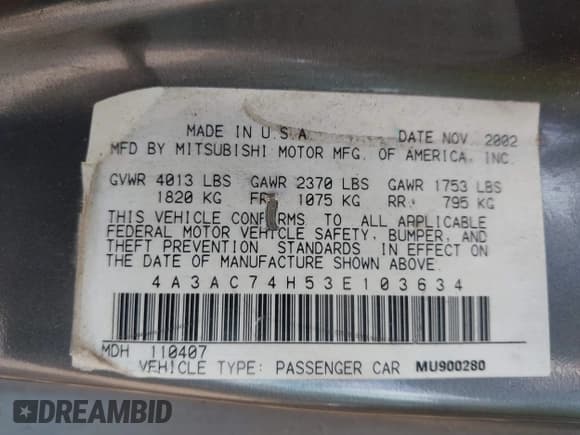 MADE IN U.S.A. DATE NOV. 2002
MFD BY MITSUBISHI MOTOR MFG. OF AMERICA, INC.
GVWR 4013 LBS GAWR 2370 LBS GAWR 1753 LBS
1820 KG FR: 1075 KG RR: 795 KG
THIS VEHICLE CONFORMS TO ALL APPLICABLE
FEDERAL MOTOR VEHICLE SAFETY, BUMPER, AND
THEFT PREVENTION STANDARDS IN EFFECT ON
THE DATE OF MANUFACTURE SHOWN ABOVE.
4A3AC74H53E103634
MDH 110407
VEHICLE TYPE: PASSENGER CAR MU900280
DREAMBID